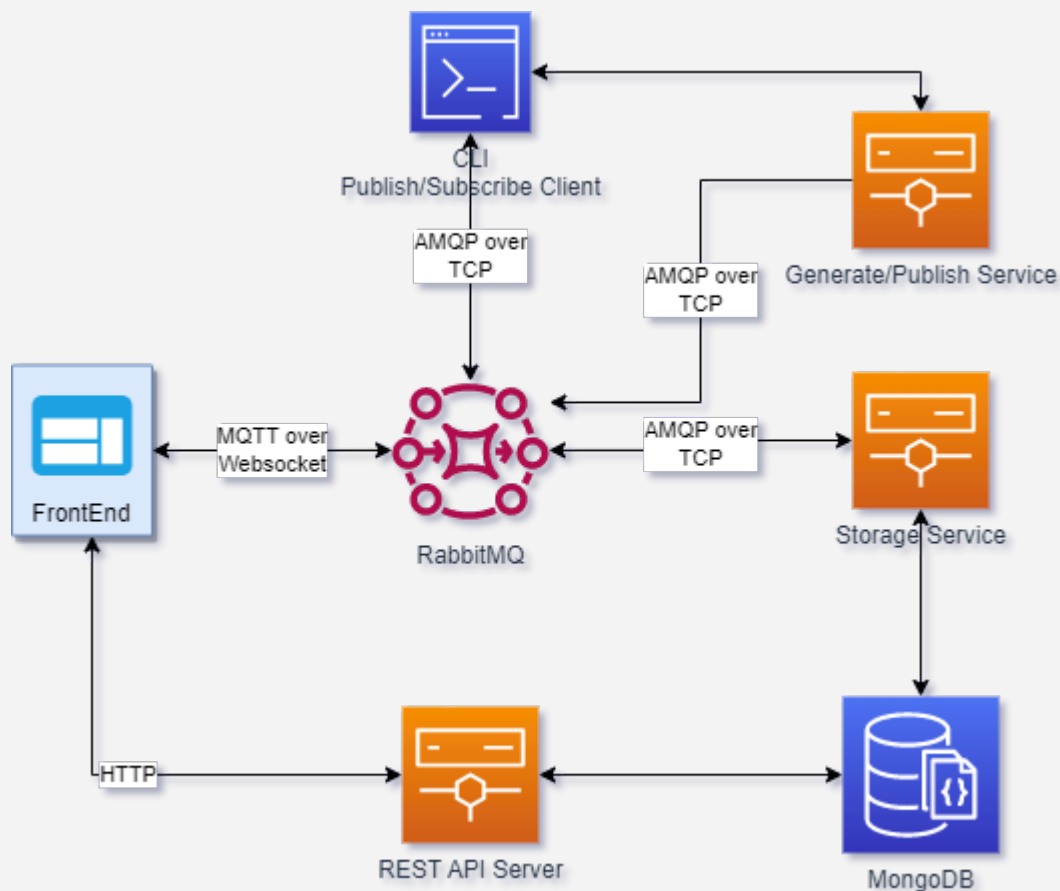 CLI
Publish/Subscribe Client
AMQP over
TCP
AMQP over
TCP
Generate/Publish Service
FrontEnd
MQTT over
Websocket
RabbitMQ
AMQP over
TCP
Storage Service
HTTP
REST API Server
MongoDB